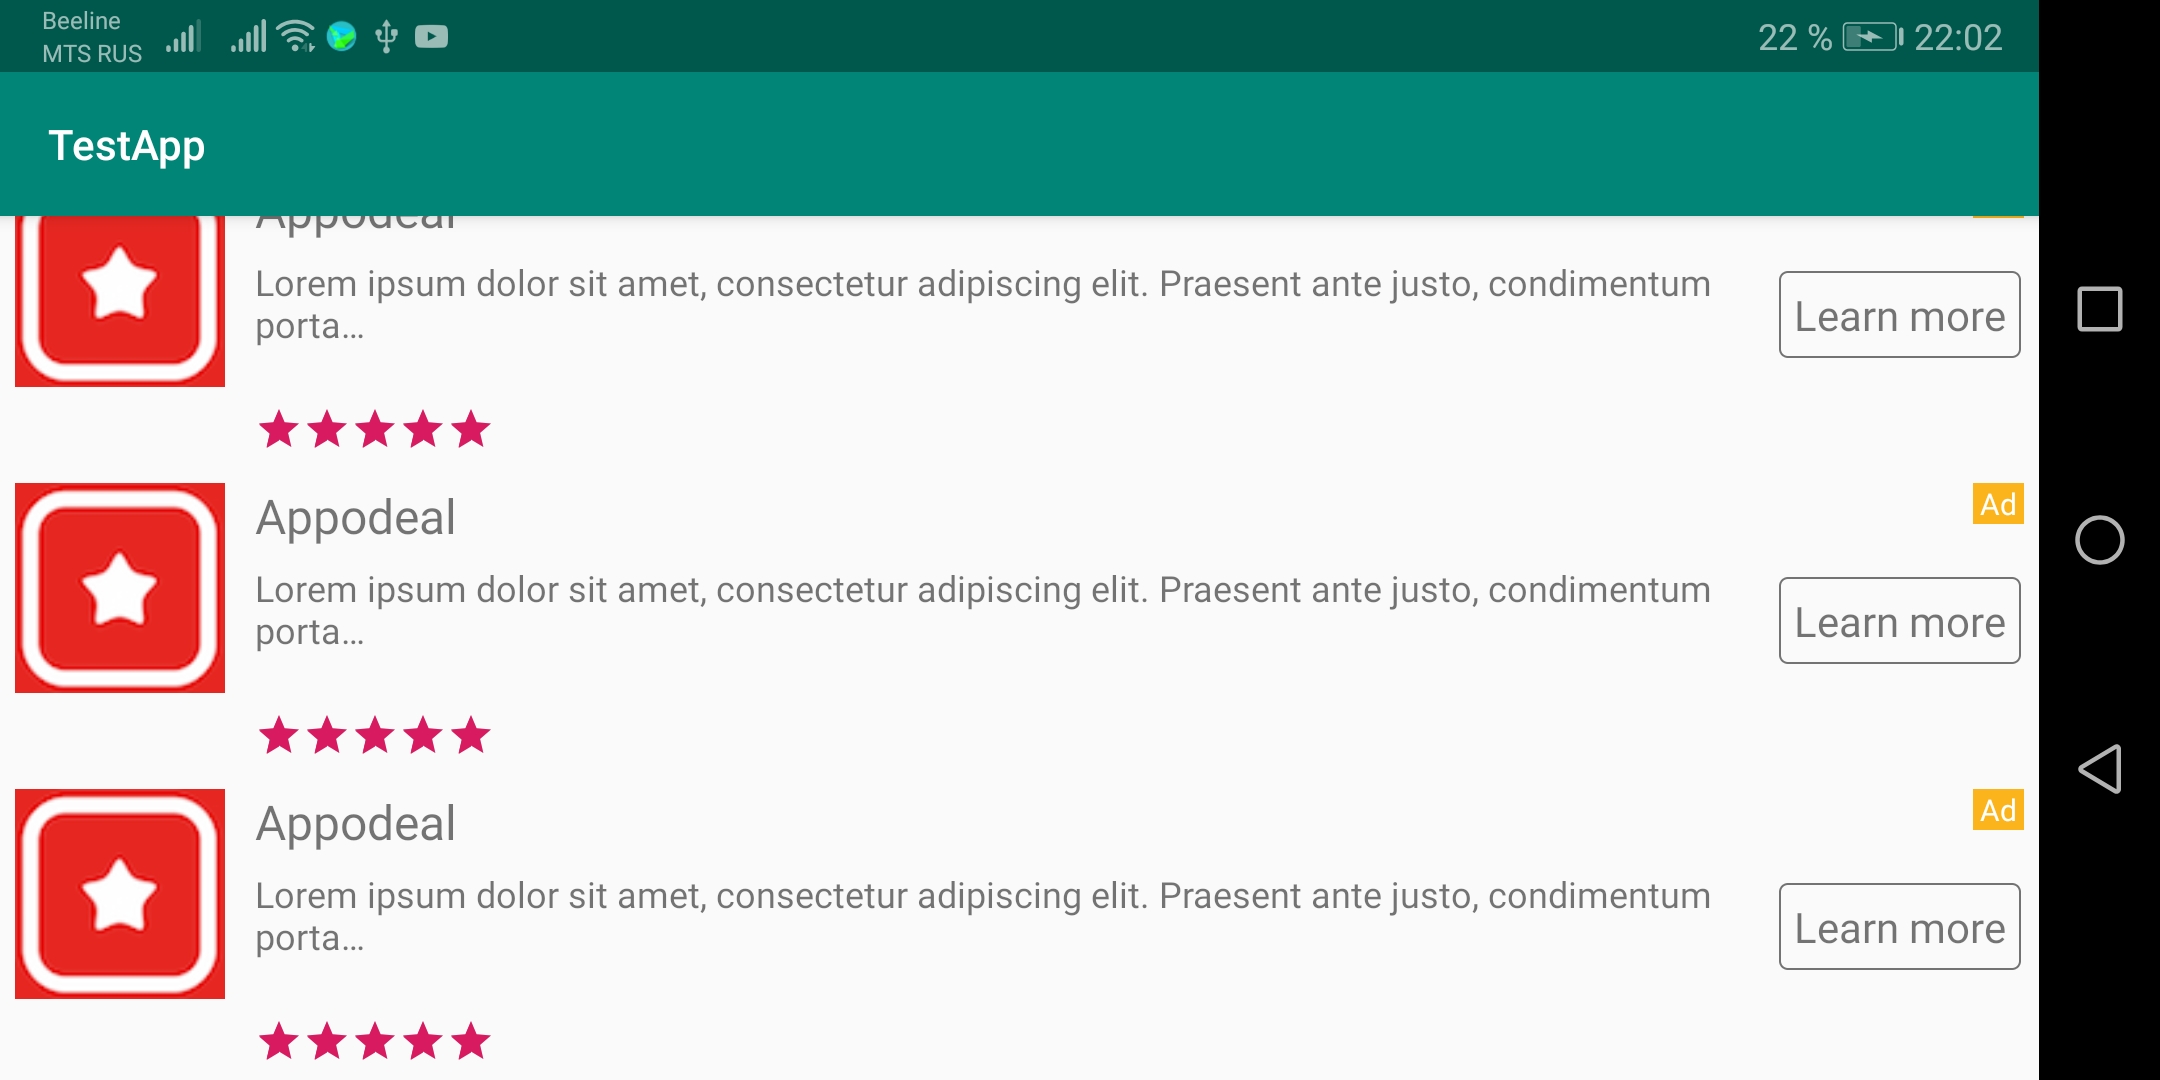 Beeline
MTS RUS
22 % 22:02
TestApp
Appodeal
Lorem ipsum dolor sit amet, consectetur adipiscing elit. Praesent ante justo, condimentum
porta…
Learn more
Appodeal
Ad
Lorem ipsum dolor sit amet, consectetur adipiscing elit. Praesent ante justo, condimentum
porta…
Learn more
Appodeal
Ad
Lorem ipsum dolor sit amet, consectetur adipiscing elit. Praesent ante justo, condimentum
porta…
Learn more